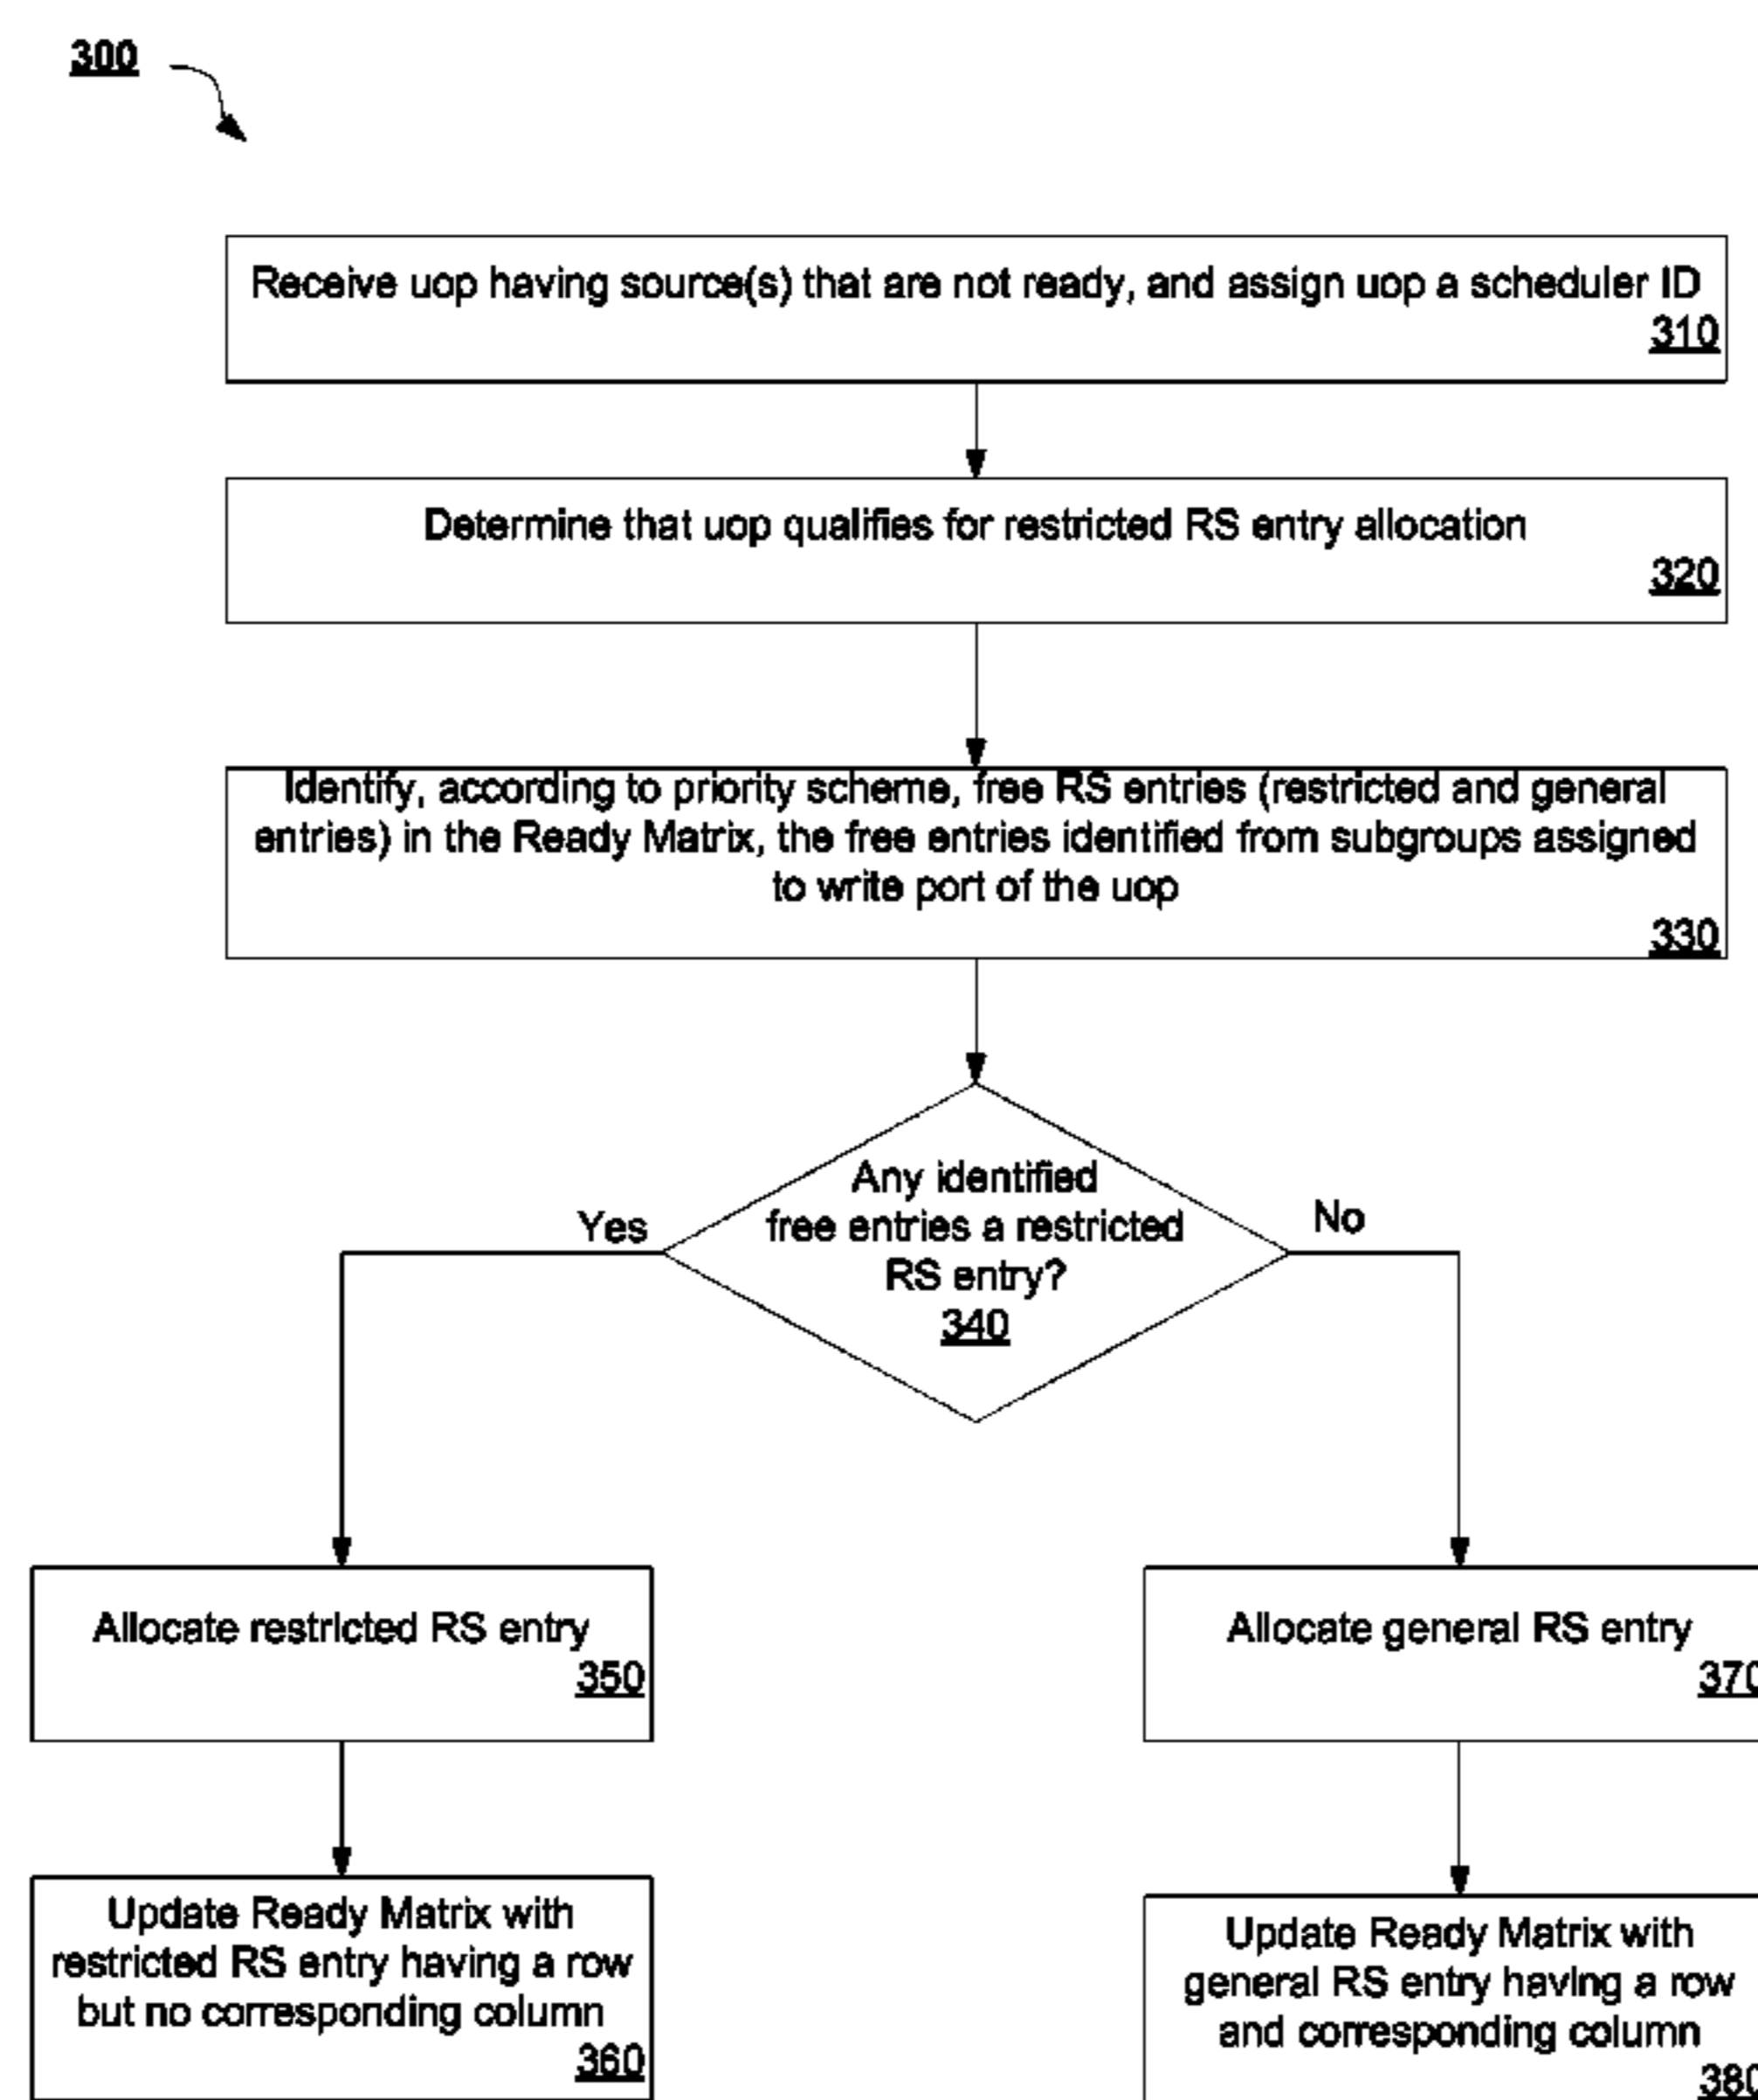 300
Receive uop having source(s) that are not ready, and assign uop a scheduler ID
310
Determine that uop qualifies for restricted RS entry allocation
320
Identify, according to priority scheme, free RS entries (restricted and general
entries) in the Ready Matrix, the free entries identified from subgroups assigned
to write port of the uop
330
Any identified
free entries a restricted
RS entry?
340
Yes
No
Allocate restricted RS entry
350
Allocate general RS entry
370
Update Ready Matrix with
restricted RS entry having a row
but no corresponding column
360
Update Ready Matrix with
general RS entry having a row
and corresponding column
380